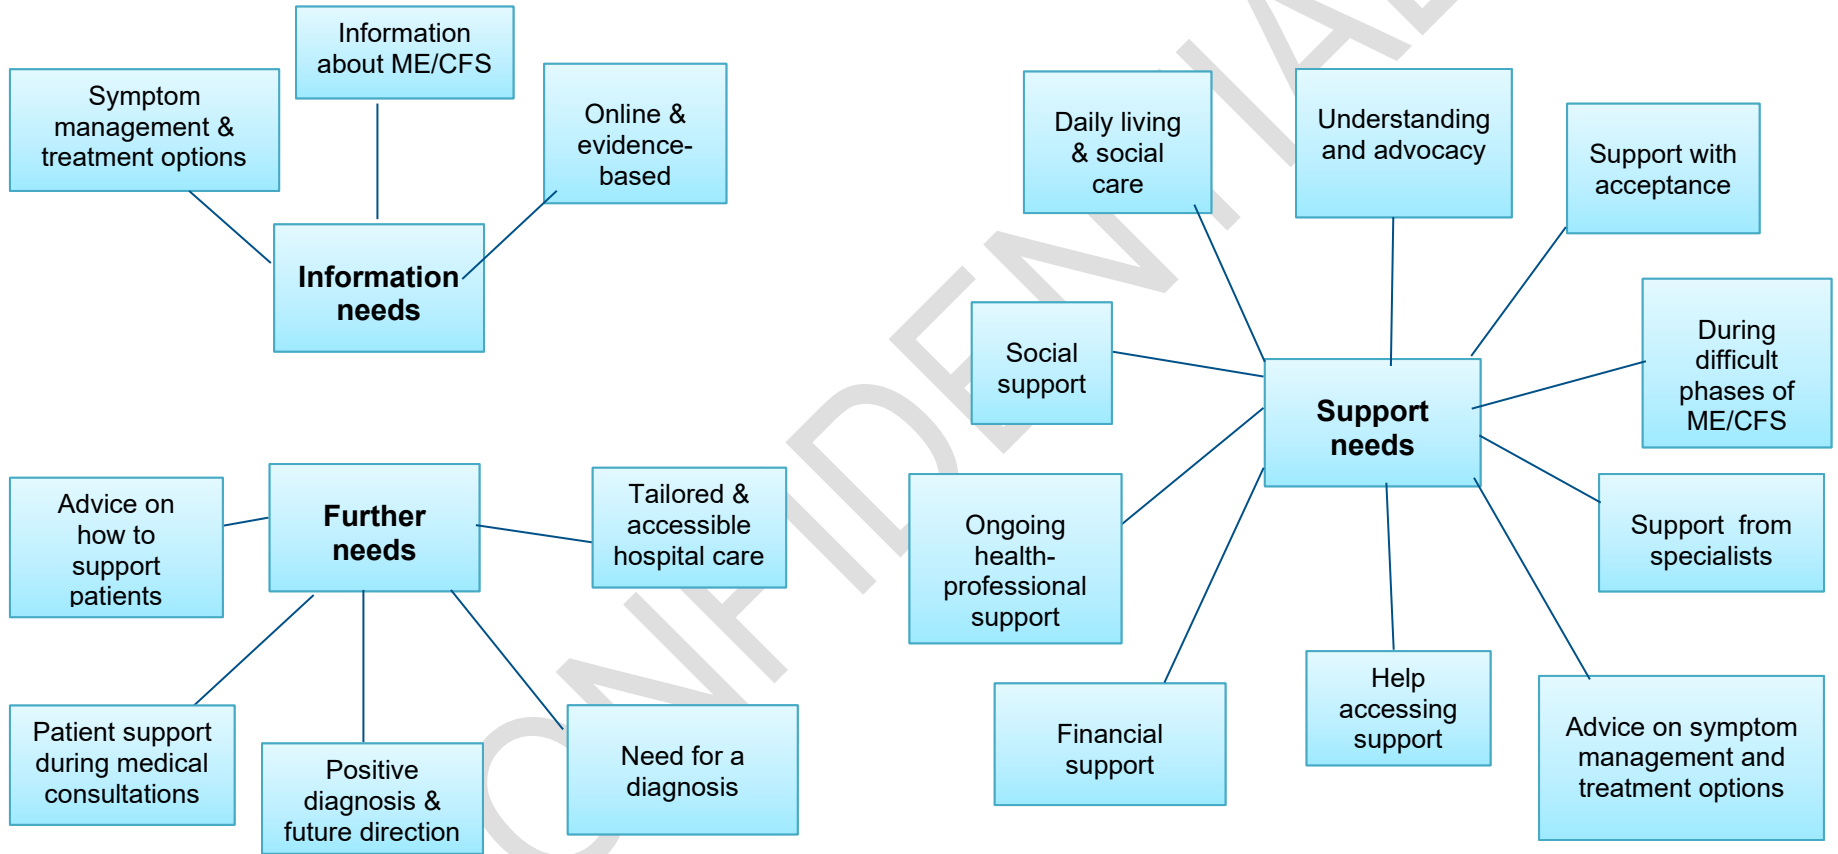 Information
about ME/CFS
Symptom
management &
treatment options
Online &
evidence-
based
Information
needs
Advice on
how to
support
patients
Further
needs
Tailored &
accessible
hospital care
Patient support
during medical
consultations
Positive
diagnosis &
future direction
Need for a
diagnosis
Daily living
& social
care
Understanding
and advocacy
Support with
acceptance
Social
support
During
difficult
phases of
ME/CFS
Support
needs
Ongoing
health-
professional
support
Support from
specialists
Financial
support
Help
accessing
support
Advice on symptom
management and
treatment options
CONFIDENTIAL